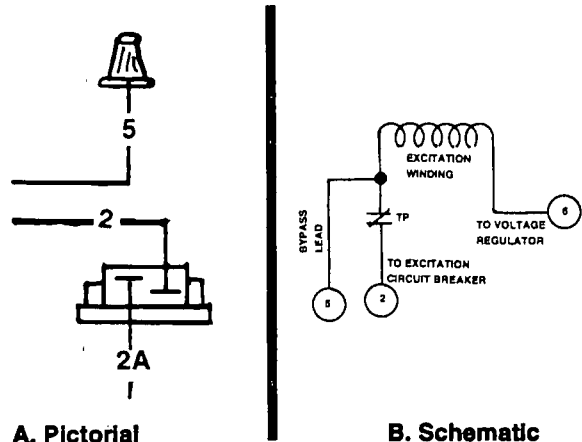 5
2
2A
A. Pictorial
EXCITATION
WINDING
6
TO VOLTAGE
REGULATOR
TP
BYPASS
LEAD
TO EXCITATION
CIRCUIT BREAKER
5
2
B. Schematic